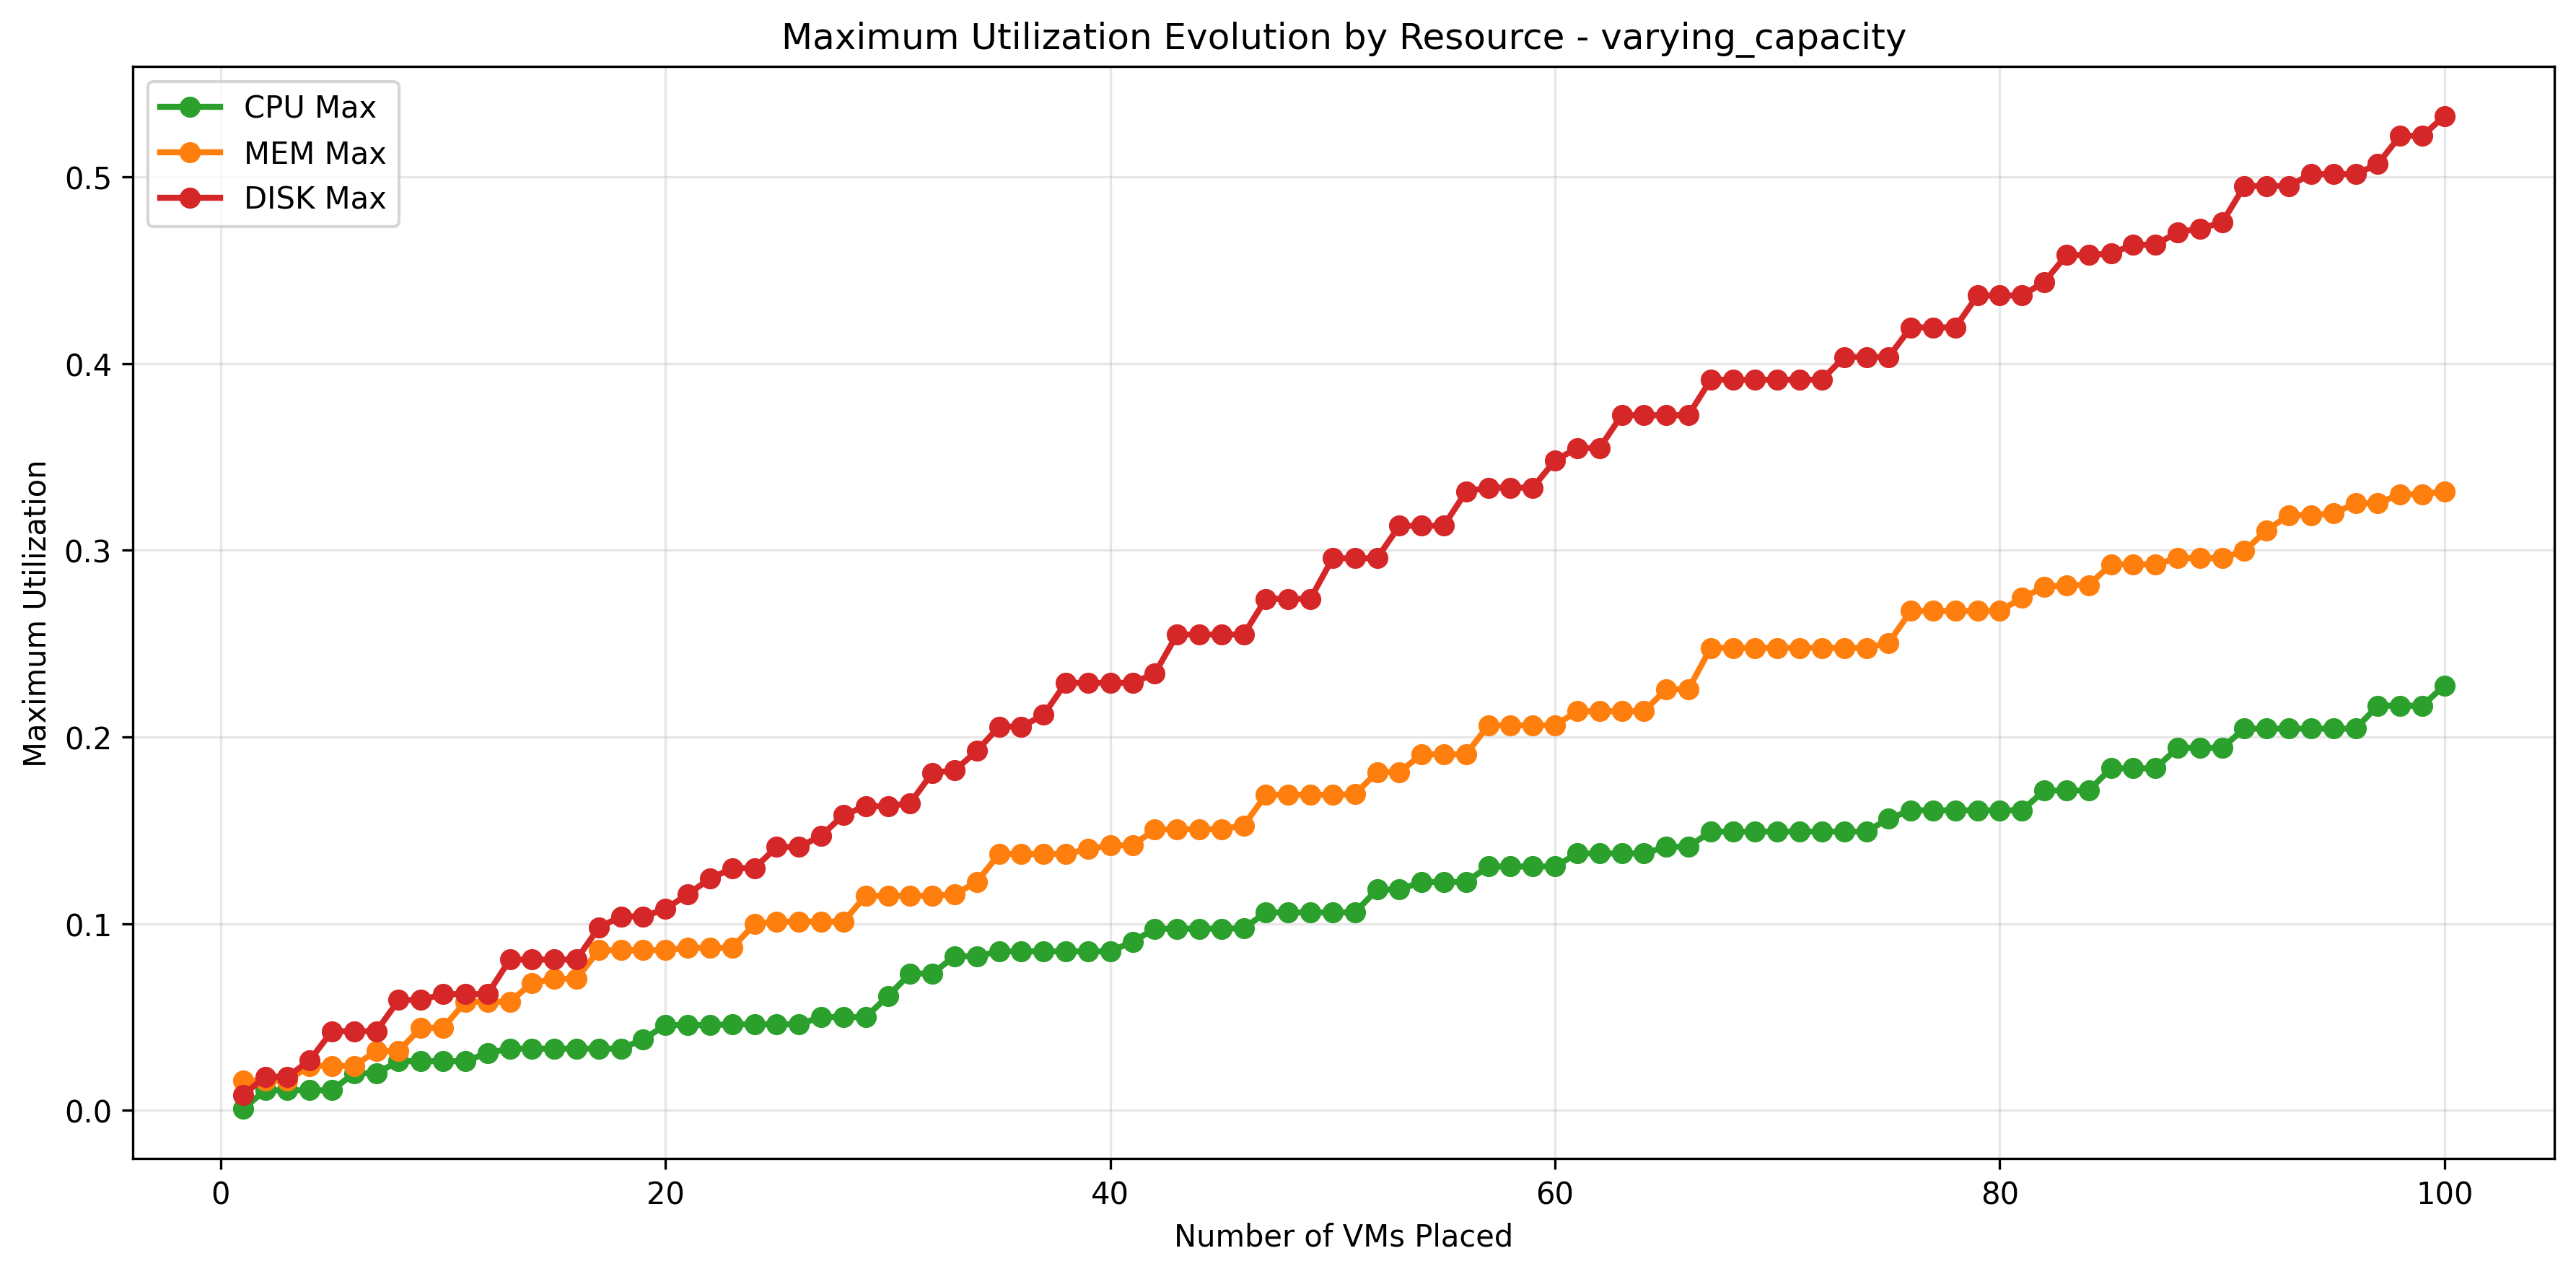 Maximum Utilization Evolution by Resource - varying_capacity
CPU Max
MEM Max
DISK Max
Maximum Utilization
0.5
0.4
0.3
0.2
0.1
0.0
0 20 40 60 80 100
Number of VMs Placed